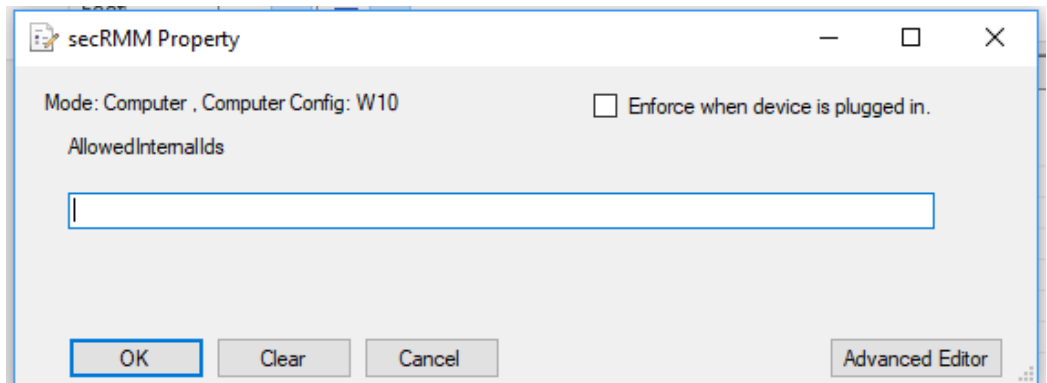 secRMM Property
Mode: Computer , Computer Config: W10
Enforce when device is plugged in.
AllowedInternalIds
OK
Clear
Cancel
Advanced Editor